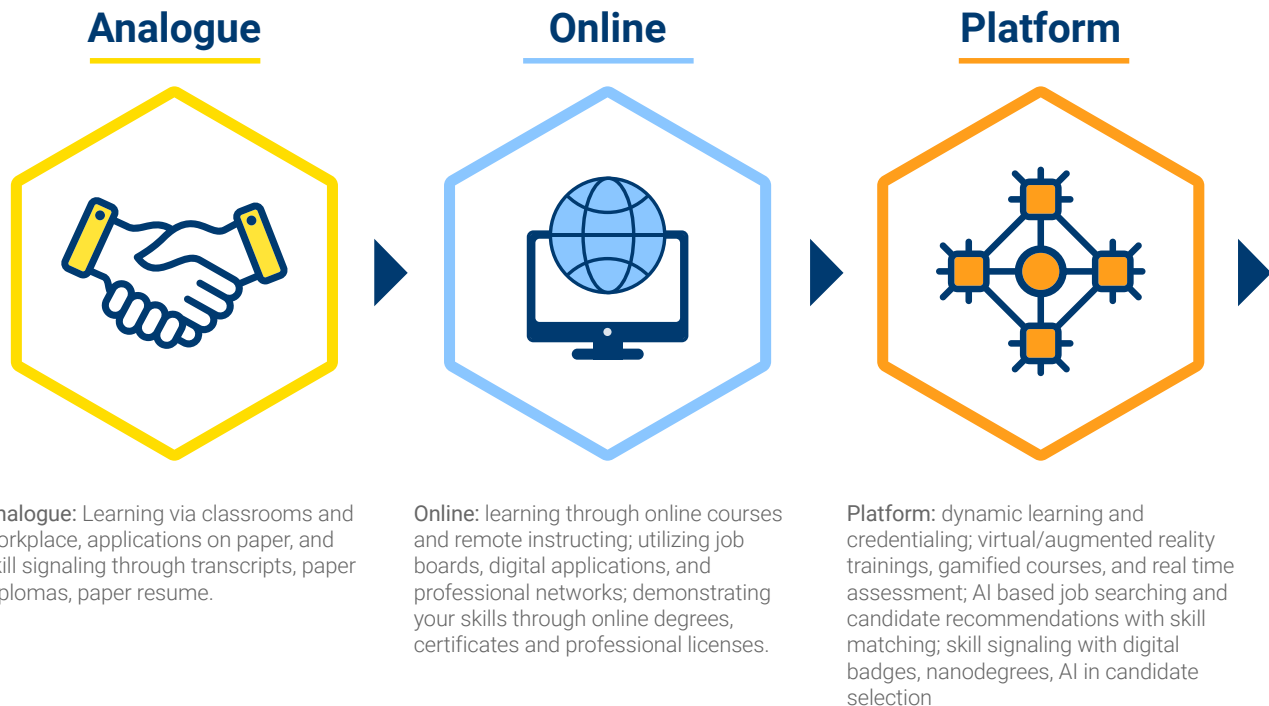 Analogue
Online
Platform
nalogue: Learning via classrooms and
orkplace, applications on paper, and
kill signaling through transcripts, paper
plomas, paper resume.
Online: learning through online courses
and remote instructing; utilizing job
boards, digital applications, and
professional networks; demonstrating
your skills through online degrees,
certificates and professional licenses.
Platform: dynamic learning and
credentialing; virtual/augmented reality
trainings, gamified courses, and real time
assessment; AI based job searching and
candidate recommendations with skill
matching; skill signaling with digital
badges, nanodegrees, AI in candidate
selection